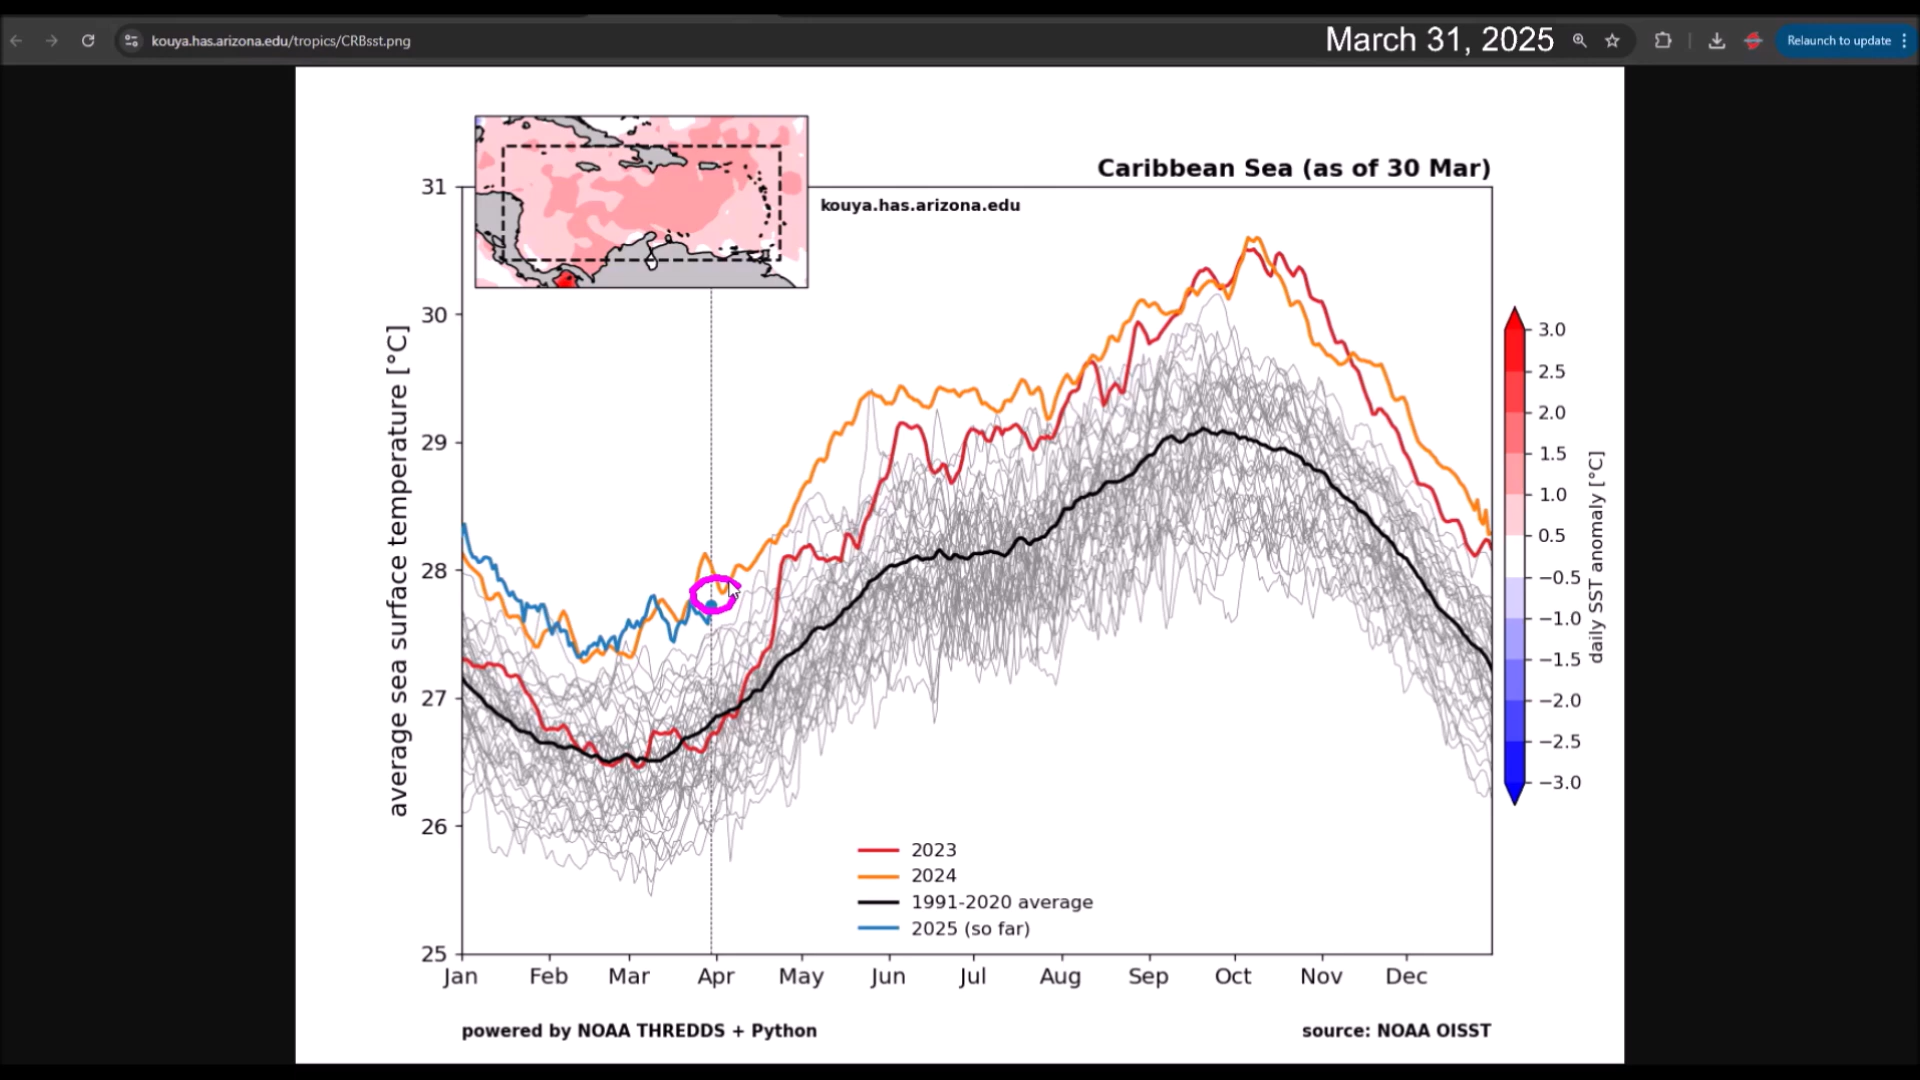 kouya.has.arizona.edu/tropics/CRBsst.png
March 31, 2025
Relaunch to update
Caribbean Sea (as of 30 Mar)
kouya.has.arizona.edu
average sea surface temperature [°C]
31
30
29
28
27
26
25
Jan Feb Mar Apr May Jun Jul Aug Sep Oct Nov Dec
2023
2024
1991-2020 average
2025 (so far)
3.0
2.5
2.0
1.5
1.0
0.5
−0.5
−1.0
−1.5
−2.0
−2.5
−3.0
daily SST anomaly [°C]
powered by NOAA THREDDS + Python
source: NOAA OISST